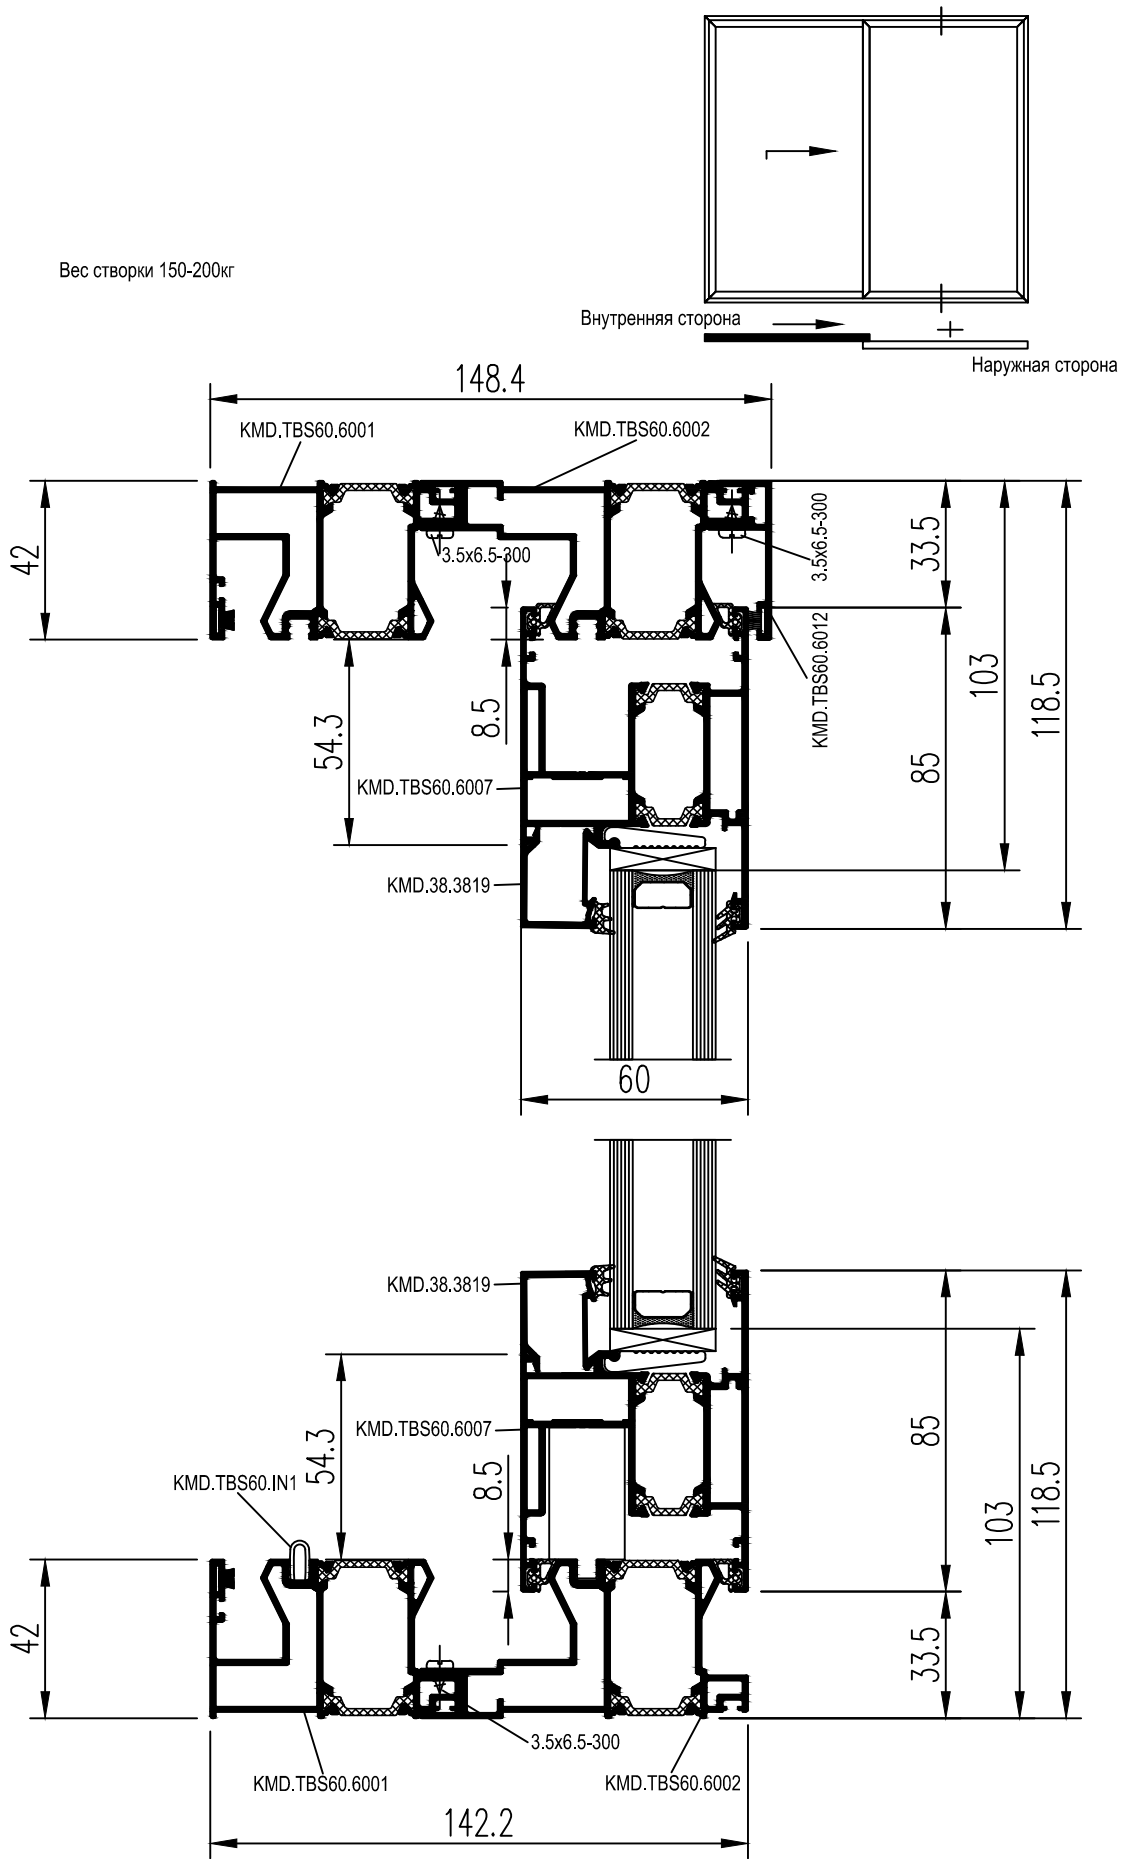 Вес створки 150-200кг
Внутренняя сторона
Наружная сторона
148.4
KMD.TBS60.6001
KMD.TBS60.6002
42
3.5x6.5-300
3.5x6.5-300
33.5
KMD.TBS60.6012
103
118.5
54.3
8.5
85
KMD.TBS60.6007
KMD.38.3819
60
KMD.38.3819
KMD.TBS60.6007
54.3
8.5
85
KMD.TBS60.IN1
103
118.5
42
33.5
3.5x6.5-300
KMD.TBS60.6001
KMD.TBS60.6002
142.2